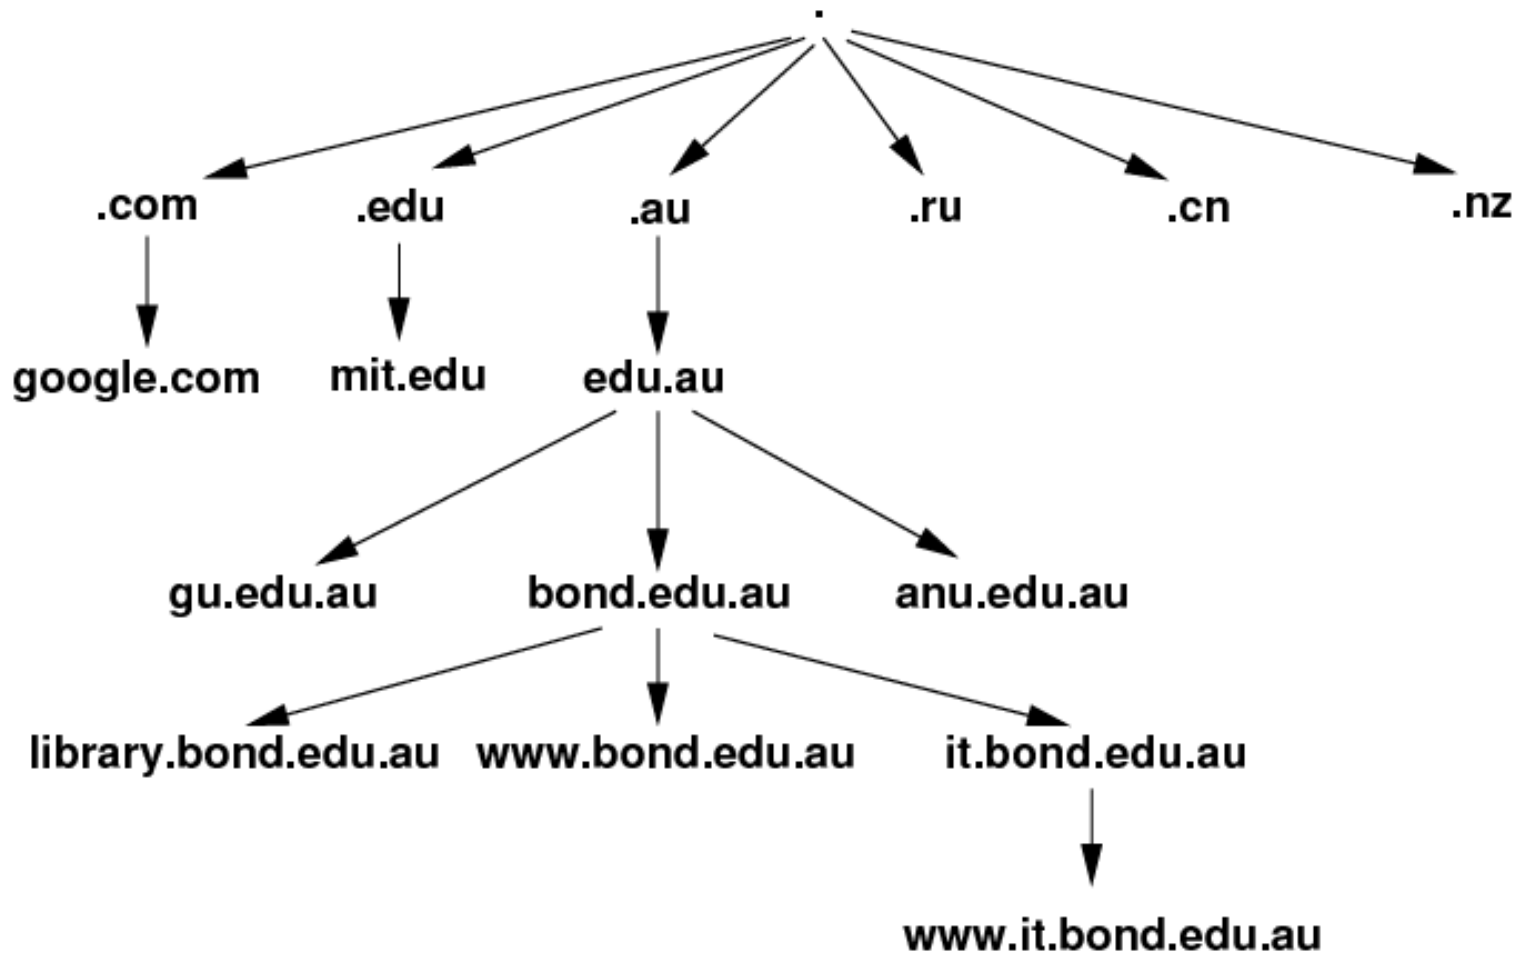 .
.com .edu .au .ru .cn .nz
google.com mit.edu edu.au
gu.edu.au bond.edu.au anu.edu.au
library.bond.edu.au www.bond.edu.au it.bond.edu.au
www.it.bond.edu.au